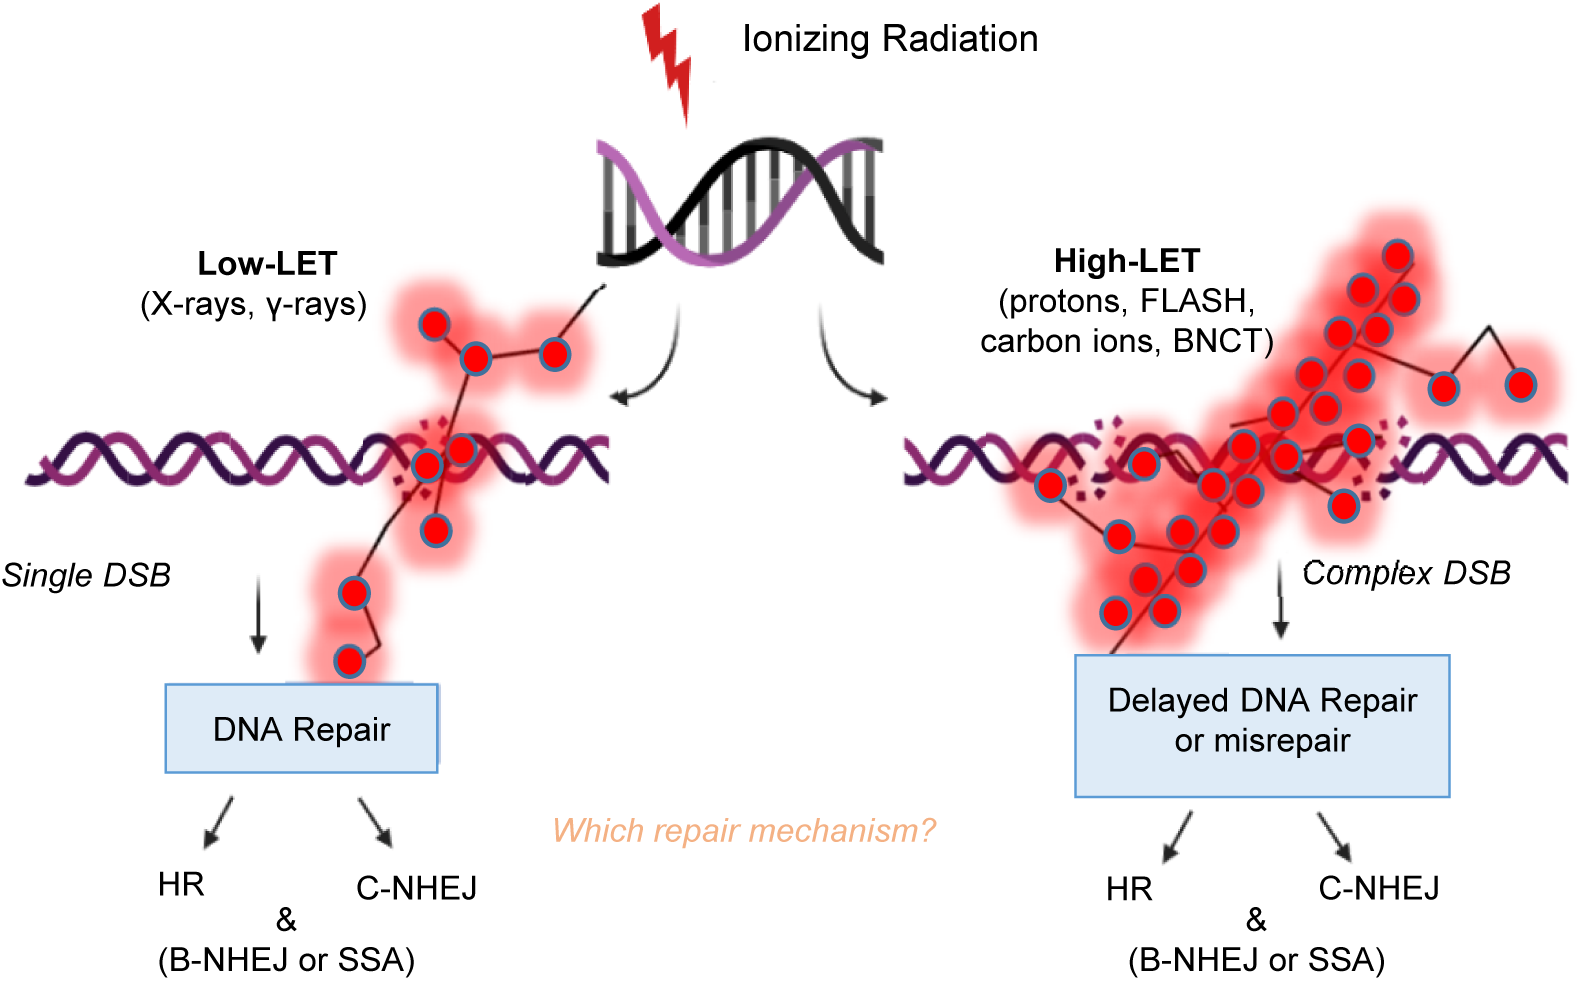 Ionizing Radiation
Low-LET
(X-rays, γ-rays)
High-LET
(protons, FLASH,
carbon ions, BNCT)
Single DSB
Complex DSB
DNA Repair
Delayed DNA Repair
or misrepair
Which repair mechanism?
HR
C-NHEJ
&
(B-NHEJ or SSA)
HR
C-NHEJ
&
(B-NHEJ or SSA)